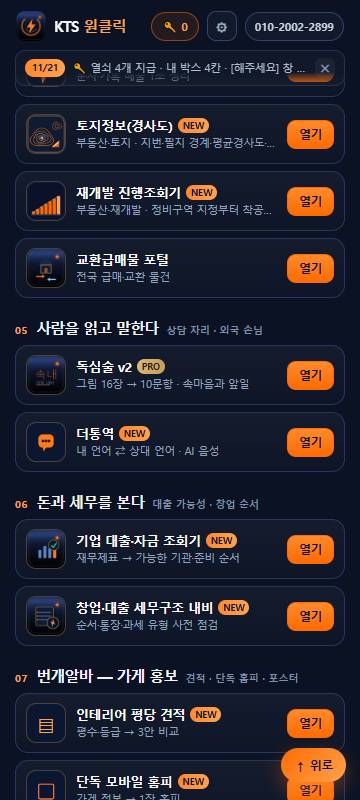 KTS 원클릭
0
010-2002-2899
11/21 열쇠 4개 지급 · 내 박스 4칸 · [해주세요] 창 ... ✕
토지정보(경사도) NEW
부동산·토지 · 지번·필지 경계·평균경사도...
열기
재개발 진행조회기 NEW
부동산·재개발 · 정비구역 지정부터 착공...
열기
교환급매물 포털
전국 급매·교환 물건
열기
05 사람을 읽고 말한다 상담 자리 · 외국 손님
속내
독심술 v2 PRO
그림 16장 → 10문항 · 속마음과 앞일
열기
더통역 NEW
내 언어 ⇄ 상대 언어 · AI 음성
열기
06 돈과 세무를 본다 대출 가능성 · 창업 순서
기업 대출·자금 조회기 NEW
재무제표 → 가능한 기관·준비 순서
열기
창업·대출 세무구조 대비 NEW
순서·통장·과세 유형 사전 점검
열기
07 번개알바 — 가게 홍보 견적 · 단독 홈피 · 포스터
인테리어 평당 견적 NEW
평수·등급 → 3안 비교
열기
↑ 위로
단독 모바일 홈피 NEW
가게 정보 → 1장 홈피
열기